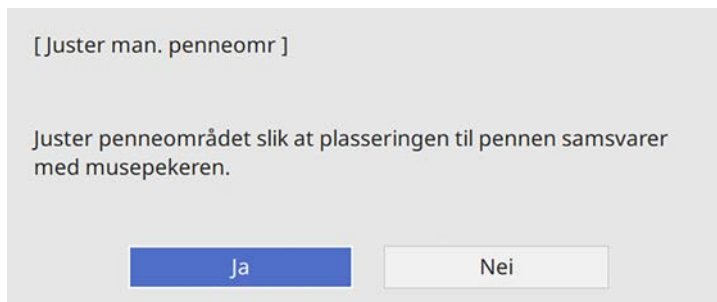 [ Juster man. penneomr ]
Juster penneområdet slik at plasseringen til pennen samsvarer
med musepekeren.
Ja
Nei